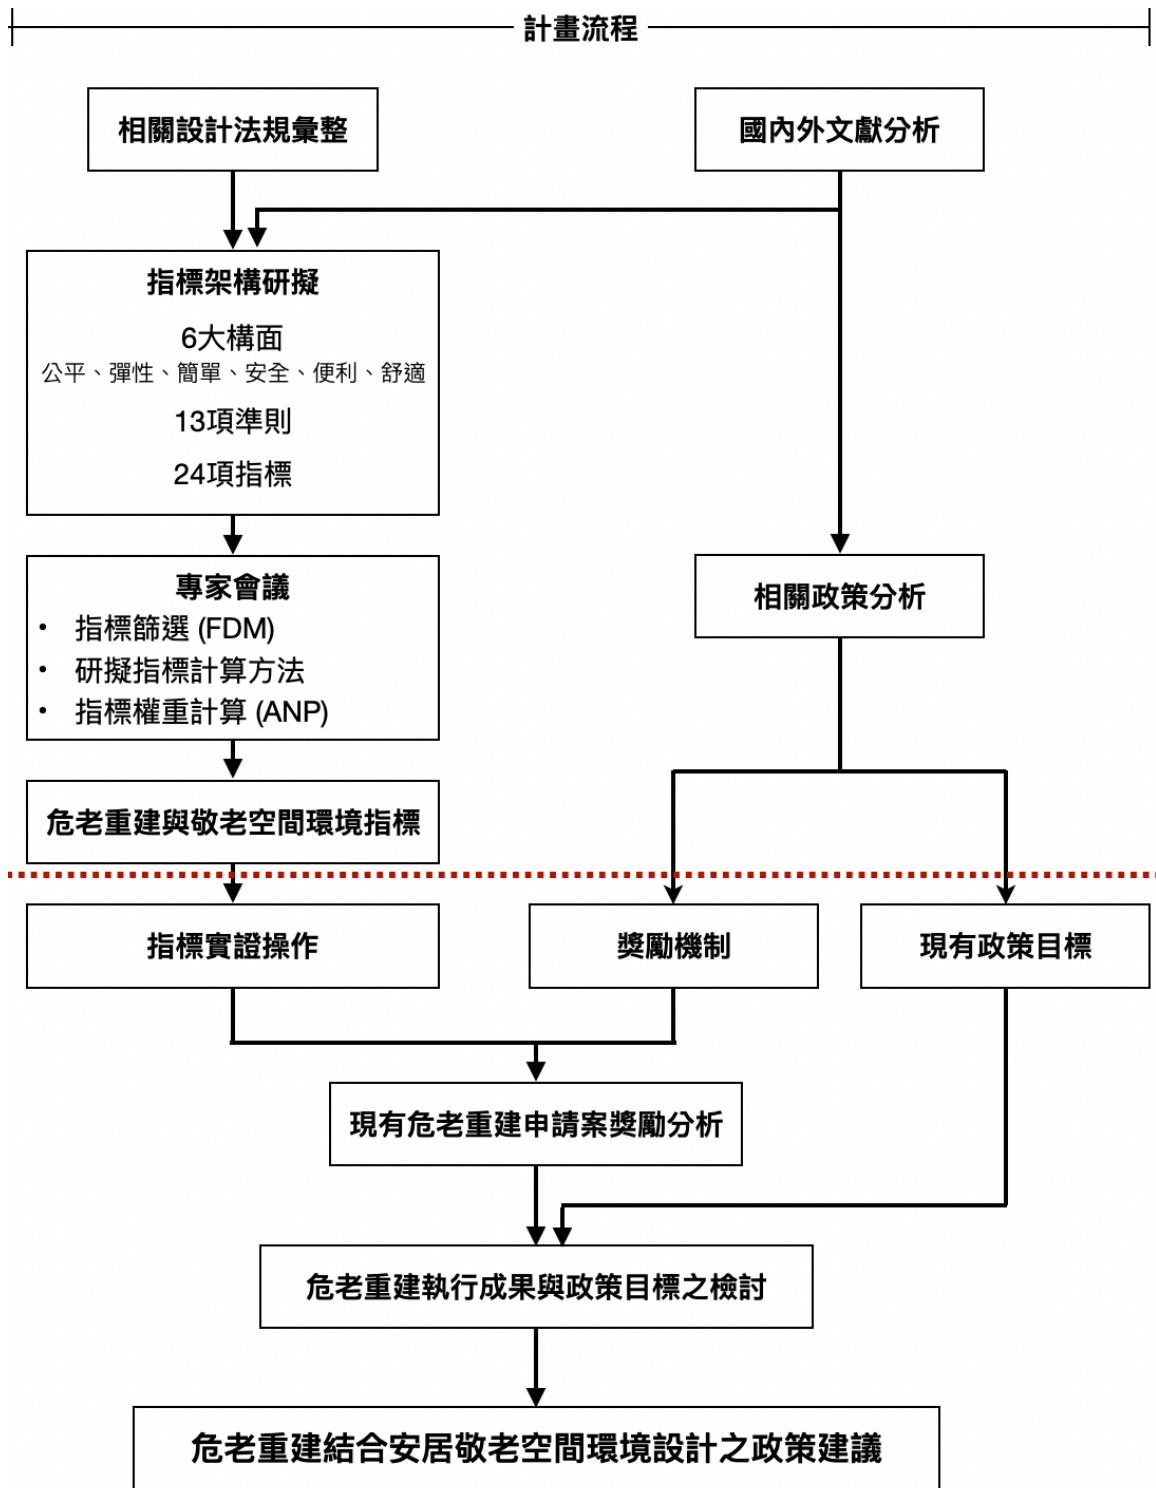 計畫流程
相關設計法規彙整
國內外文獻分析
指標架構研擬
6大構面
公平、彈性、簡單、安全、便利、舒適
13項準則
24項指標
專家會議
• 指標篩選 (FDM)
• 研擬指標計算方法
• 指標權重計算 (ANP)
相關政策分析
危老重建與敬老空間環境指標
指標實證操作
獎勵機制
現有政策目標
現有危老重建申請案獎勵分析
危老重建執行成果與政策目標之檢討
危老重建結合安居敬老空間環境設計之政策建議